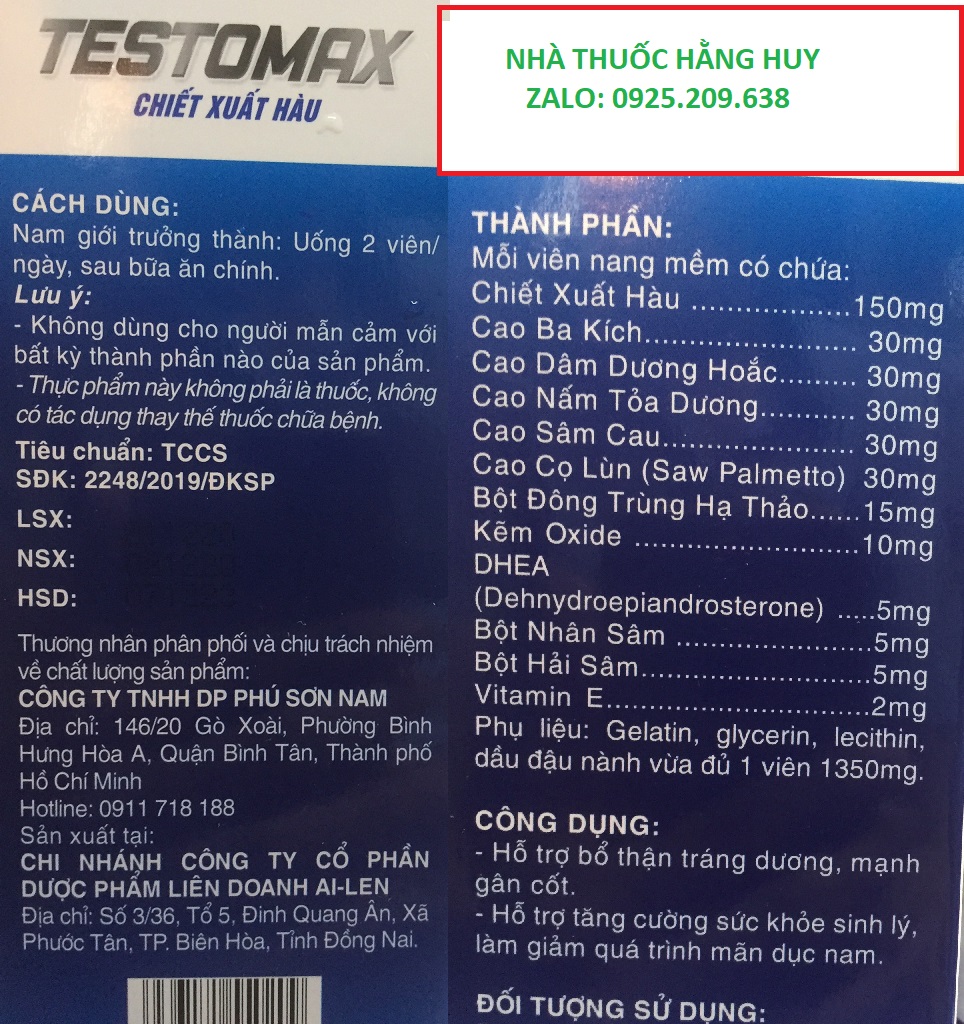 TESTOMAX
CHIẾT XUẤT HÀU
CÁCH DÙNG:
Nam giới trưởng thành: Uống 2 viên/
ngày, sau bữa ăn chính.
Lưu ý:
- Không dùng cho người mẫn cảm với
bất kỳ thành phần nào của sản phẩm.
- Thực phẩm này không phải là thuốc, không
có tác dụng thay thế thuốc chữa bệnh.
Tiêu chuẩn: TCCS
SĐK: 2248/2019/ĐKSP
LSX:
NSX:
HSD:
Thương nhân phân phối và chịu trách nhiệm
về chất lượng sản phẩm:
CÔNG TY TNHH DP PHÚ SƠN NAM
Địa chỉ: 146/20 Gò Xoài, Phường Bình
Hưng Hòa A, Quận Bình Tân, Thành phố
Hồ Chí Minh
Hotline: 0911 718 188
Sản xuất tại:
CHI NHÁNH CÔNG TY CỔ PHẦN
DƯỢC PHẨM LIÊN DOANH AI-LEN
Địa chỉ: Số 3/36, Tổ 5, Đinh Quang Ân, Xã
Phước Tân, TP. Biên Hòa, Tỉnh Đồng Nai.
NHÀ THUỐC HẰNG HUY
ZALO: 0925.209.638
THÀNH PHẦN:
Mỗi viên nang mềm có chứa:
Chiết Xuất Hàu ..................150mg
Cao Ba Kích........................ 30mg
Cao Dâm Dương Hoắc......... 30mg
Cao Nấm Tỏa Dương........... 30mg
Cao Sâm Cau...................... 30mg
Cao Cọ Lùn (Saw Palmetto) 30mg
Bột Đông Trùng Hạ Thảo......15mg
Kẽm Oxide .........................10mg
DHEA
(Dehnydroepiandrosterone) .....5mg
Bột Nhân Sâm ......................5mg
Bột Hải Sâm..........................5mg
Vitamin E..............................2mg
Phụ liệu: Gelatin, glycerin, lecithin,
dầu đậu nành vừa đủ 1 viên 1350mg.
CÔNG DỤNG:
- Hỗ trợ bổ thận tráng dương, mạnh
gân cốt.
- Hỗ trợ tăng cường sức khỏe sinh lý,
làm giảm quá trình mãn dục nam.
ĐỐI TƯỢNG SỬ DỤNG: